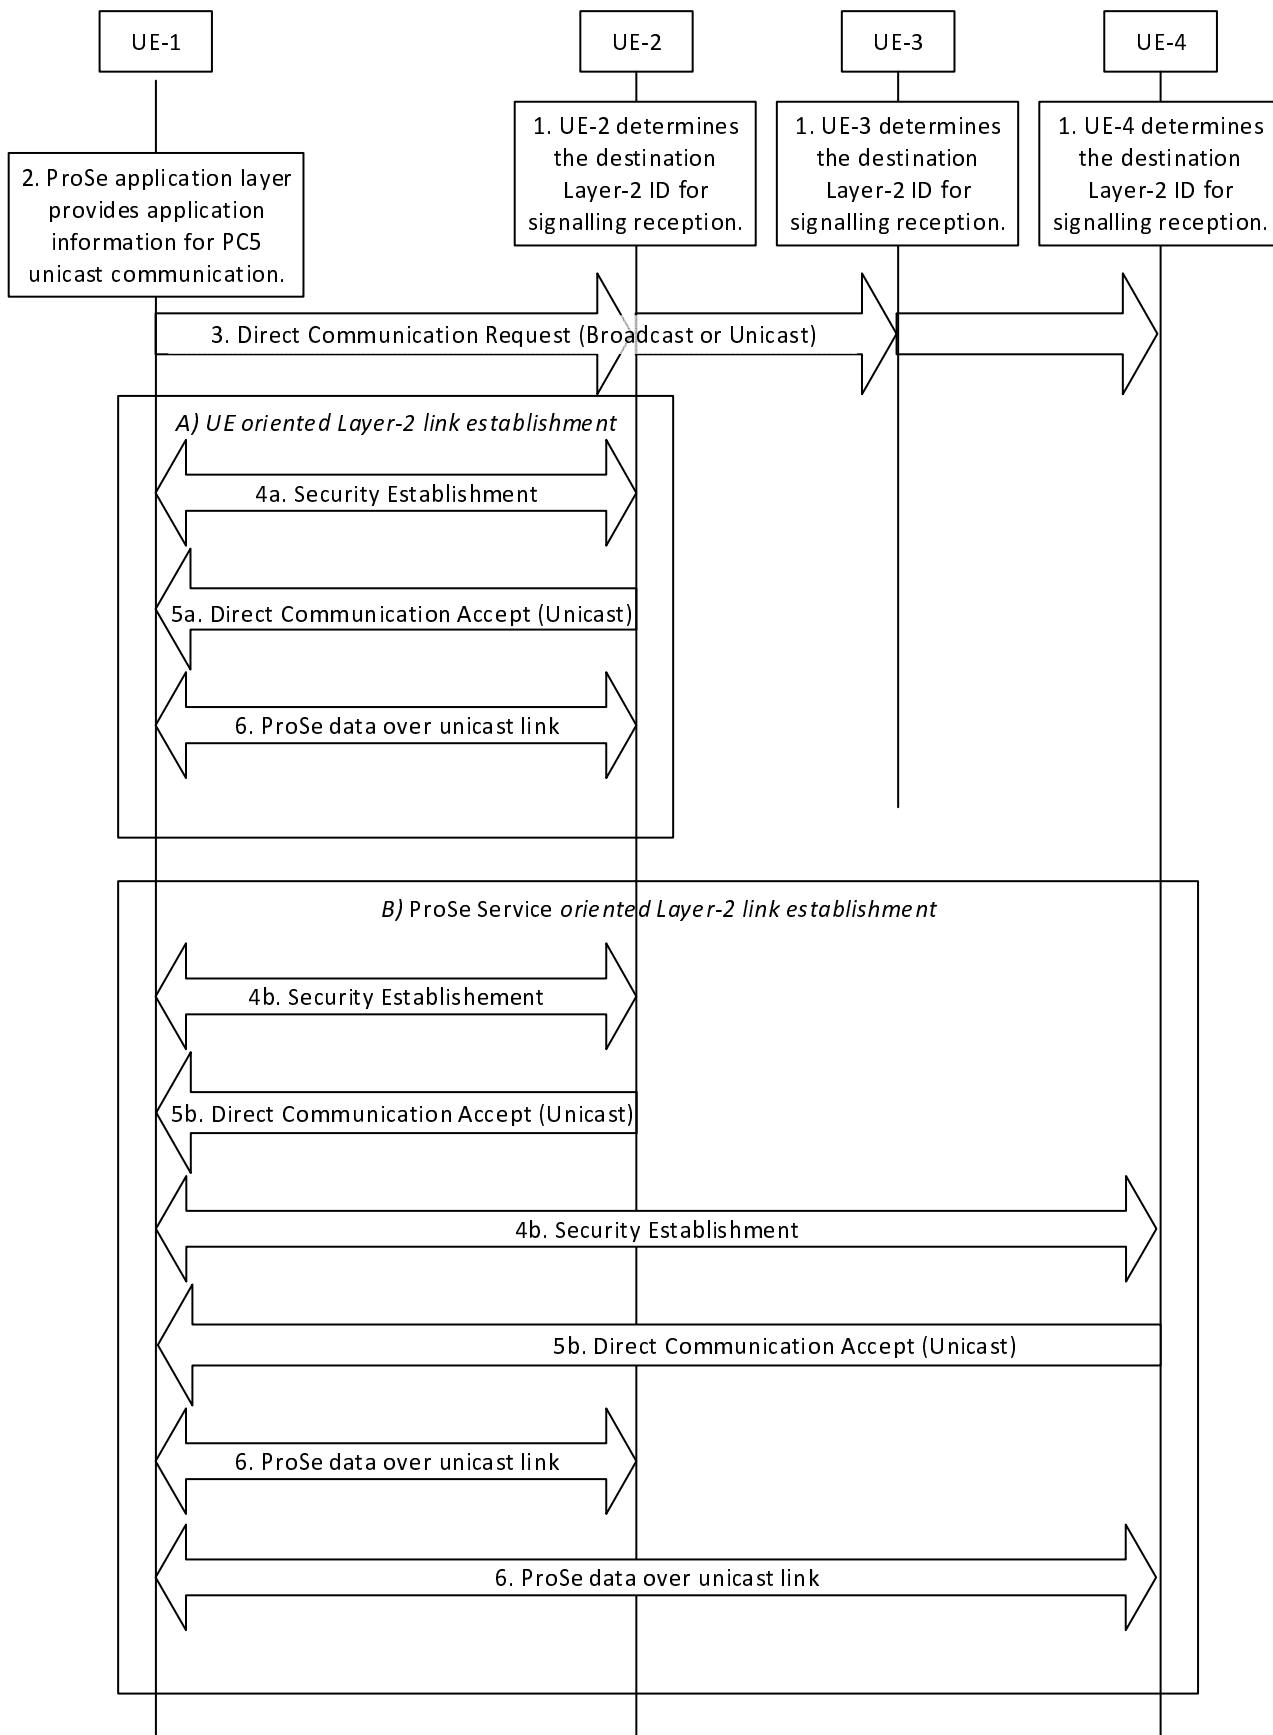 UE-1
UE-2
UE-3
UE-4
1. UE-2 determines
the destination
Layer-2 ID for
signalling reception.
1. UE-3 determines
the destination
Layer-2 ID for
signalling reception.
1. UE-4 determines
the destination
Layer-2 ID for
signalling reception.
2. ProSe application layer
provides application
information for PC5
unicast communication.
3. Direct Communication Request (Broadcast or Unicast)
A) UE oriented Layer-2 link establishment
4a. Security Establishment
5a. Direct Communication Accept (Unicast)
6. ProSe data over unicast link
B) ProSe Service oriented Layer-2 link establishment
4b. Security Establishement
5b. Direct Communication Accept (Unicast)
4b. Security Establishment
5b. Direct Communication Accept (Unicast)
6. ProSe data over unicast link
6. ProSe data over unicast link